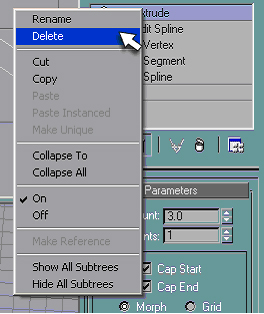 Rename
Delete
Cut
Copy
Paste
Paste Instanced
Make Unique
Collapse To
Collapse All
On
Off
Make Reference
Show All Subtrees
Hide All Subtrees
xtrude
dit Spline
Vertex
Segment
Spline
Parameters
unt: 3.0
nts: 1
Cap Start
Cap End
Morph Grid